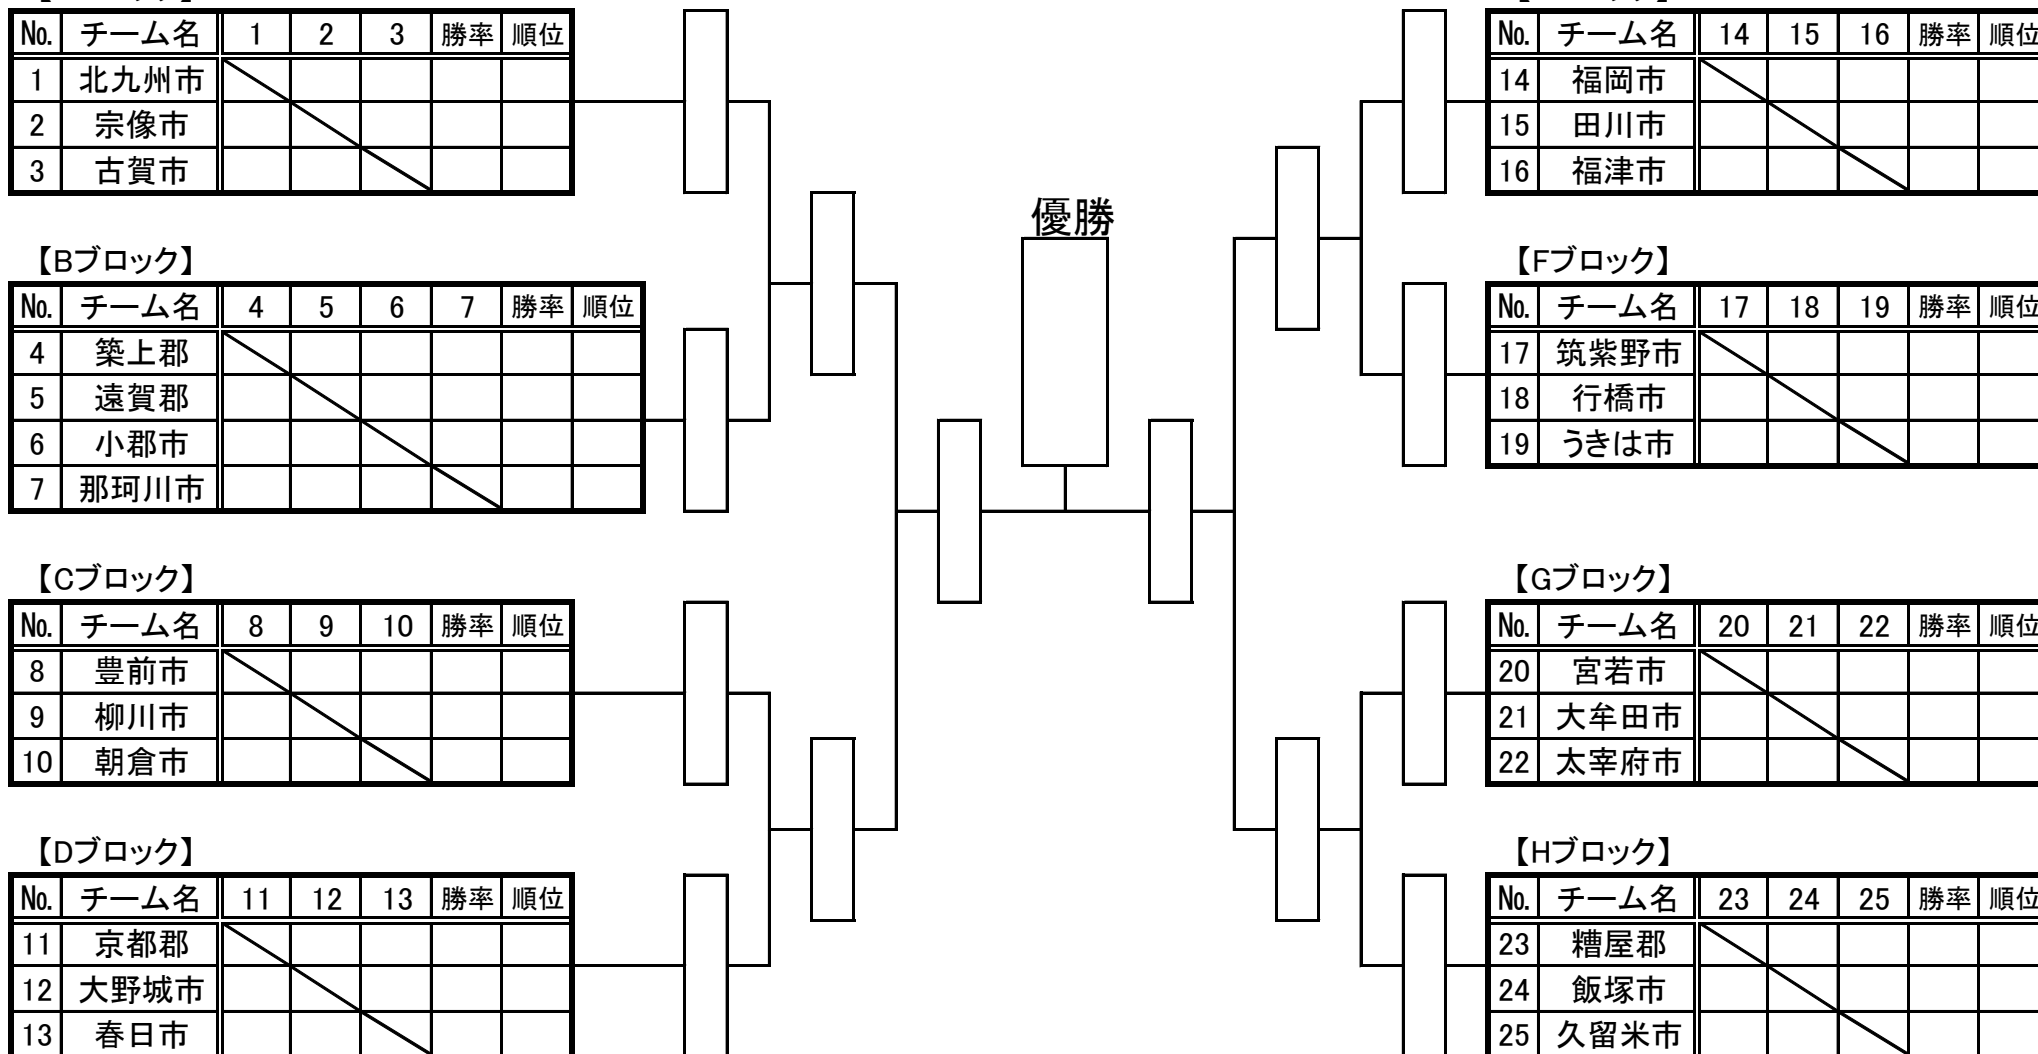 No. チーム名 1 2 3 勝率 順位
1 北九州市
2 宗像市
3 古賀市
【Bブロック】
No. チーム名 4 5 6 7 勝率 順位
4 築上郡
5 遠賀郡
6 小郡市
7 那珂川市
【Cブロック】
No. チーム名 8 9 10 勝率 順位
8 豊前市
9 柳川市
10 朝倉市
【Dブロック】
No. チーム名 11 12 13 勝率 順位
11 京都郡
12 大野城市
13 春日市
優勝
No. チーム名 14 15 16 勝率 順位
14 福岡市
15 田川市
16 福津市
【Fブロック】
No. チーム名 17 18 19 勝率 順位
17 筑紫野市
18 行橋市
19 うきは市
【Gブロック】
No. チーム名 20 21 22 勝率 順位
20 宮若市
21 大牟田市
22 太宰府市
【Hブロック】
No. チーム名 23 24 25 勝率 順位
23 糟屋郡
24 飯塚市
25 久留米市